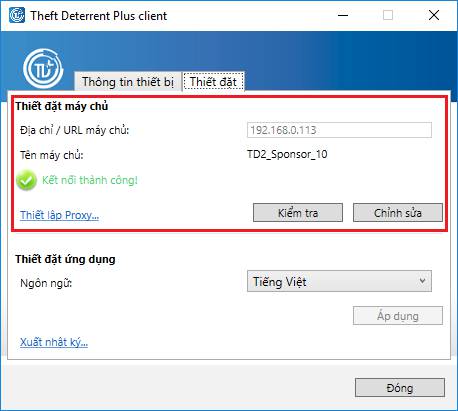 Theft Deterrent Plus client
TD+
Thông tin thiết bị Thiết đặt
Thiết đặt máy chủ
Địa chỉ / URL máy chủ: 192.168.0.113
Tên máy chủ: TD2_Sponsor_10
Kết nối thành công!
Thiết lập Proxy... Kiểm tra Chỉnh sửa
Thiết đặt ứng dụng
Ngôn ngữ: Tiếng Việt
Áp dụng
Xuất nhật ký...
Đóng